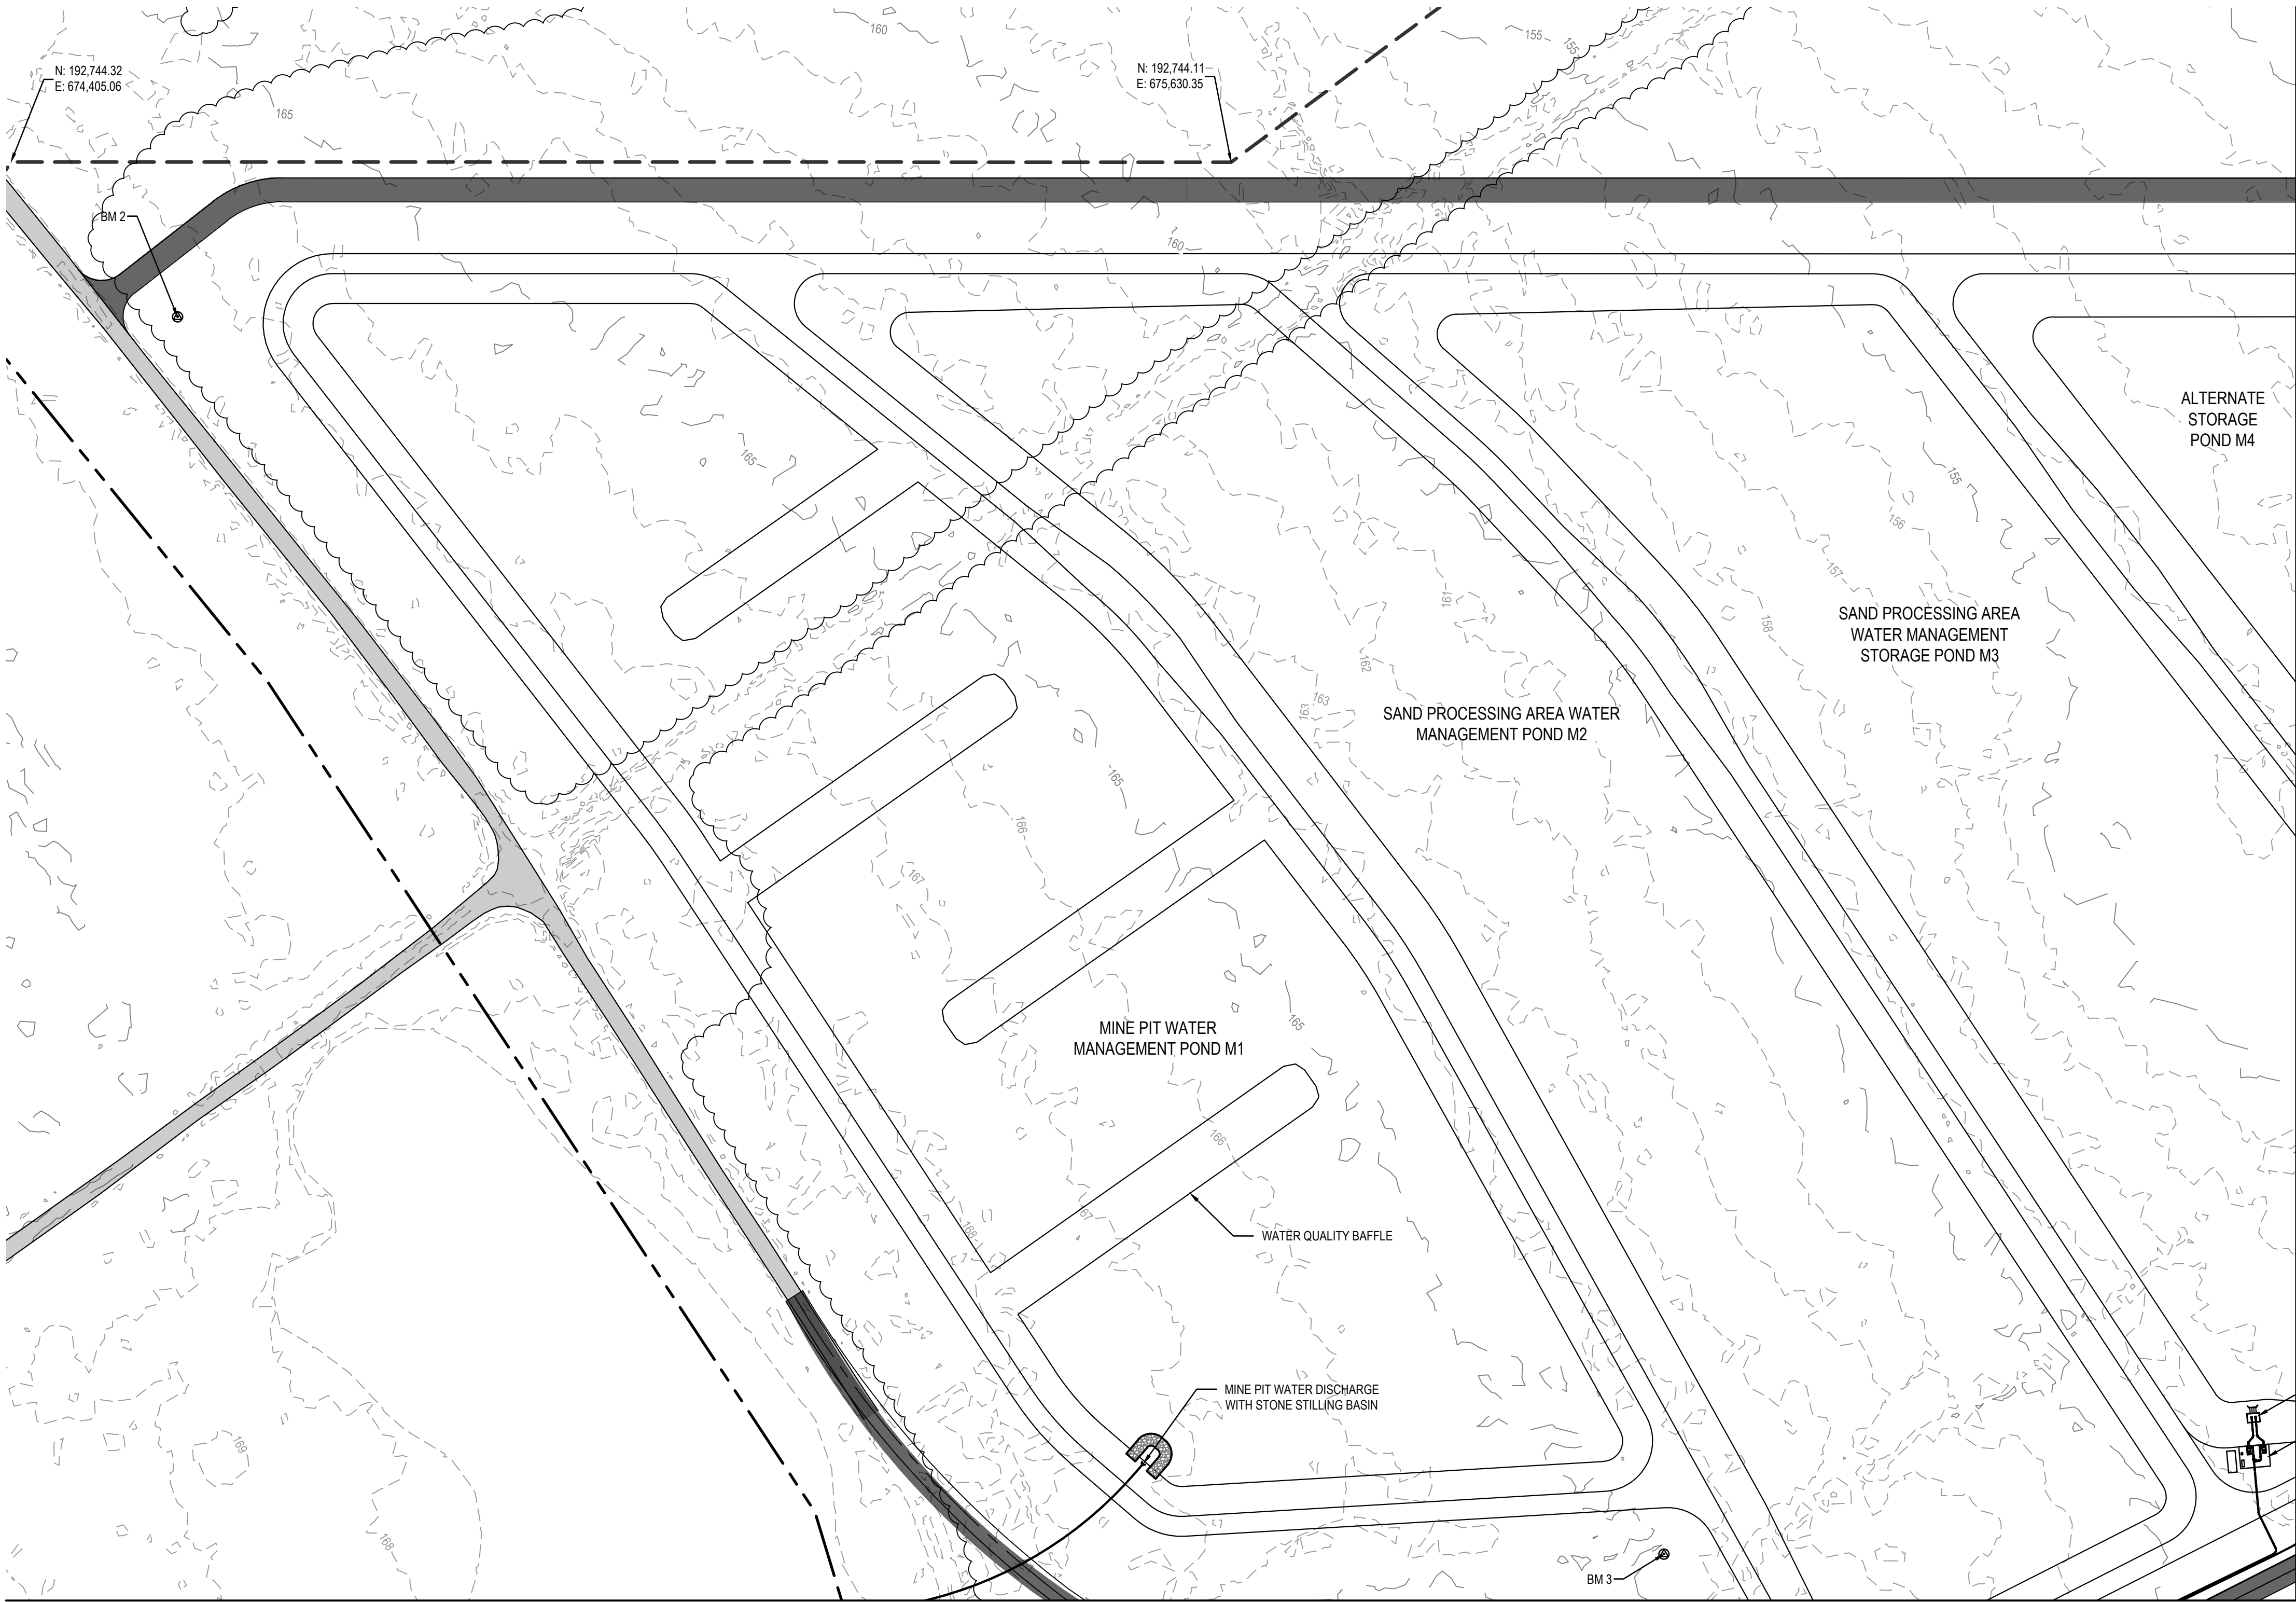 160
155
155
N: 192,744.32
E: 674,405.06
N: 192,744.11
E: 675,630.35
165
BM 2
160
ALTERNATE
STORAGE
POND M4
165
155
156
157
161
158
SAND PROCESSING AREA
WATER MANAGEMENT
STORAGE POND M3
162
163
163
SAND PROCESSING AREA WATER
MANAGEMENT POND M2
165
166
167
165
MINE PIT WATER
MANAGEMENT POND M1
166
167
168
WATER QUALITY BAFFLE
MINE PIT WATER DISCHARGE
WITH STONE STILLING BASIN
169
168
BM 3